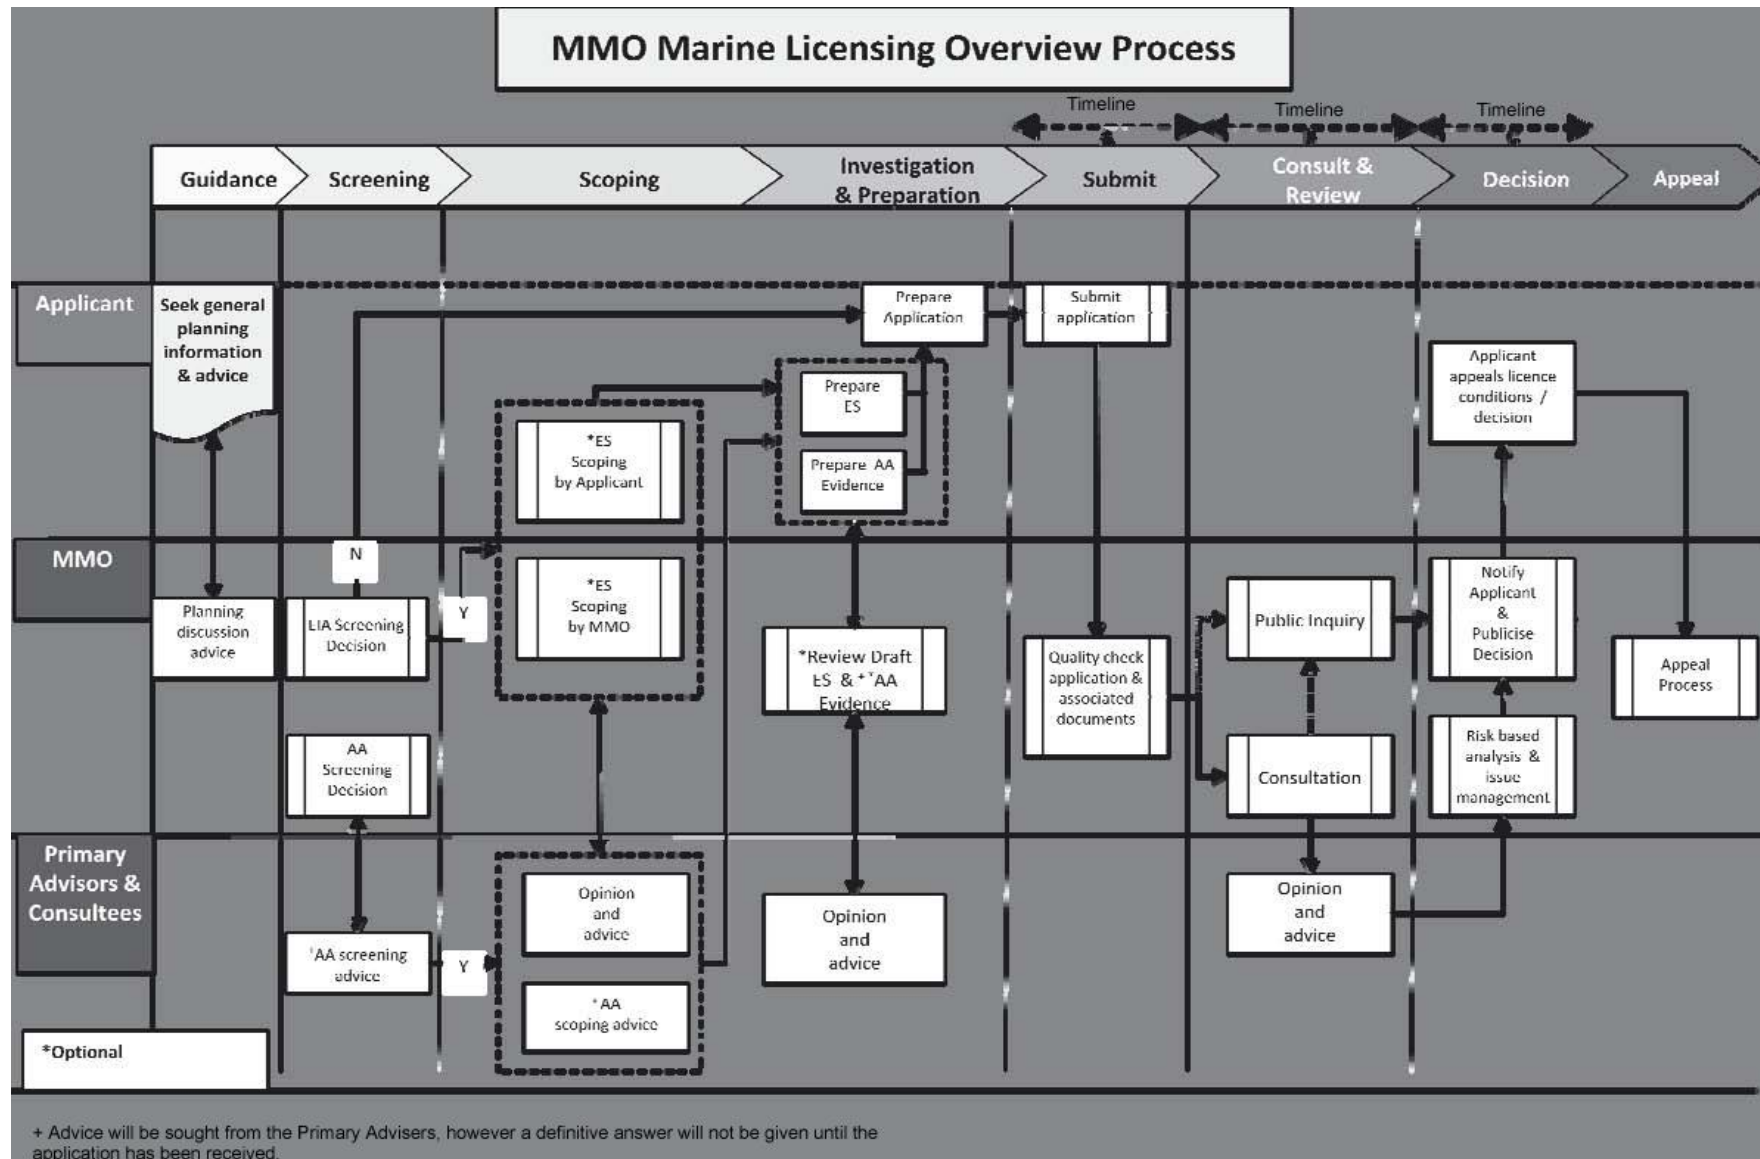 MMO Marine Licensing Overview Process
Timeline
Timeline
Timeline
Guidance
Screening
Scoping
Investigation
& Preparation
Submit
Consult &
Review
Decision
Appeal
Applicant
Seek general
planning
information
& advice
Prepare
Application
Submit
application
Prepare
ES
Prepare AA
Evidence
*ES
Scoping
by Applicant
Applicant
appeals licence
conditions /
decision
MMO
N
Y
Planning
discussion
advice
EIA Screening
Decision
*ES
Scoping
by MMO
*Review Draft
ES & +*AA
Evidence
Quality check
application &
associated
documents
Public Inquiry
Notify
Applicant
&
Publicise
Decision
Appeal
Process
AA
Screening
Decision
Consultation
Risk based
analysis &
issue
management
Primary
Advisors &
Consultees
+AA screening
advice
Y
Opinion
and
advice
+AA
scoping advice
Opinion
and
advice
Opinion
and
advice
*Optional
+ Advice will be sought from the Primary Advisers, however a definitive answer will not be given until the
application has been received.